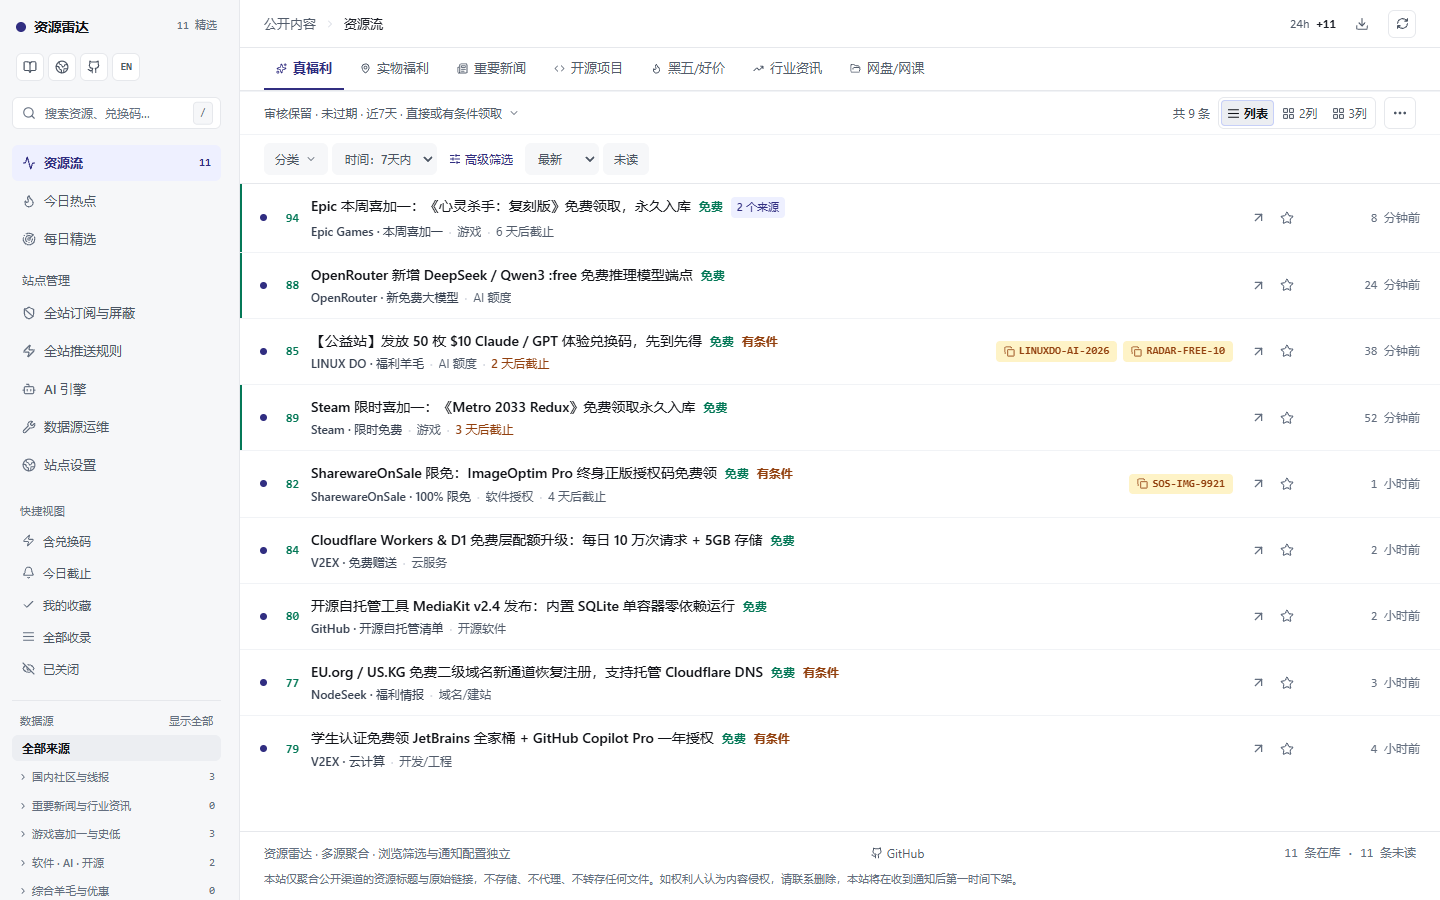 资源雷达
11 精选
EN
搜索资源、兑换码...
/
资源流
11
今日热点
每日精选
站点管理
全站订阅与屏蔽
全站推送规则
AI 引擎
数据源运维
站点设置
快捷视图
含兑换码
今日截止
我的收藏
全部收录
已关闭
数据源
显示全部
全部来源
国内社区与线报
3
重要新闻与行业资讯
0
游戏喜加一与史低
3
软件 · AI · 开源
2
综合羊毛与优惠
0
公开内容
资源流
24h +11
真福利
实物福利
重要新闻
开源项目
黑五/好价
行业资讯
网盘/网课
审核保留 · 未过期 · 近7天 · 直接或有条件领取
共 9 条
列表
2列
3列
分类
时间：7天内
高级筛选
最新
未读
94
Epic 本周喜加一：《心灵杀手：复刻版》免费领取，永久入库 免费 2 个来源
Epic Games · 本周喜加一 · 游戏 · 6 天后截止
8 分钟前
88
OpenRouter 新增 DeepSeek / Qwen3 :free 免费推理模型端点 免费
OpenRouter · 新免费大模型 · AI 额度
24 分钟前
85
【公益站】发放 50 枚 $10 Claude / GPT 体验兑换码，先到先得 免费 有条件
LINUX DO · 福利羊毛 · AI 额度 · 2 天后截止
LINUXDO-AI-2026
RADAR-FREE-10
38 分钟前
89
Steam 限时喜加一：《Metro 2033 Redux》免费领取永久入库 免费
Steam · 限时免费 · 游戏 · 3 天后截止
52 分钟前
82
SharewareOnSale 限免：ImageOptim Pro 终身正版授权码免费领 免费 有条件
SharewareOnSale · 100% 限免 · 软件授权 · 4 天后截止
SOS-IMG-9921
1 小时前
84
Cloudflare Workers & D1 免费层配额升级：每日 10 万次请求 + 5GB 存储 免费
V2EX · 免费赠送 · 云服务
2 小时前
80
开源自托管工具 MediaKit v2.4 发布：内置 SQLite 单容器零依赖运行 免费
GitHub · 开源自托管清单 · 开源软件
2 小时前
77
EU.org / US.KG 免费二级域名新通道恢复注册，支持托管 Cloudflare DNS 免费 有条件
NodeSeek · 福利情报 · 域名/建站
3 小时前
79
学生认证免费领 JetBrains 全家桶 + GitHub Copilot Pro 一年授权 免费 有条件
V2EX · 云计算 · 开发/工程
4 小时前
资源雷达 · 多源聚合 · 浏览筛选与通知配置独立
GitHub
11 条在库 · 11 条未读
本站仅聚合公开渠道的资源标题与原始链接，不存储、不代理、不转存任何文件。如权利人认为内容侵权，请联系删除，本站将在收到通知后第一时间下架。